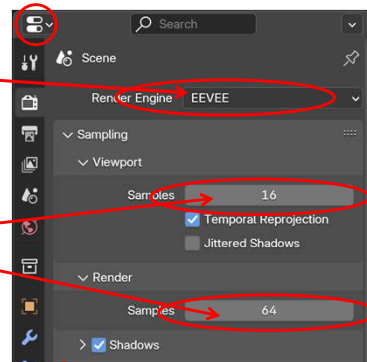 Search
Scene
Render Engine EEVEE
Sampling
Viewport
Samples 16
Temporal Reprojection
Jittered Shadows
Render
Samples 64
Shadows